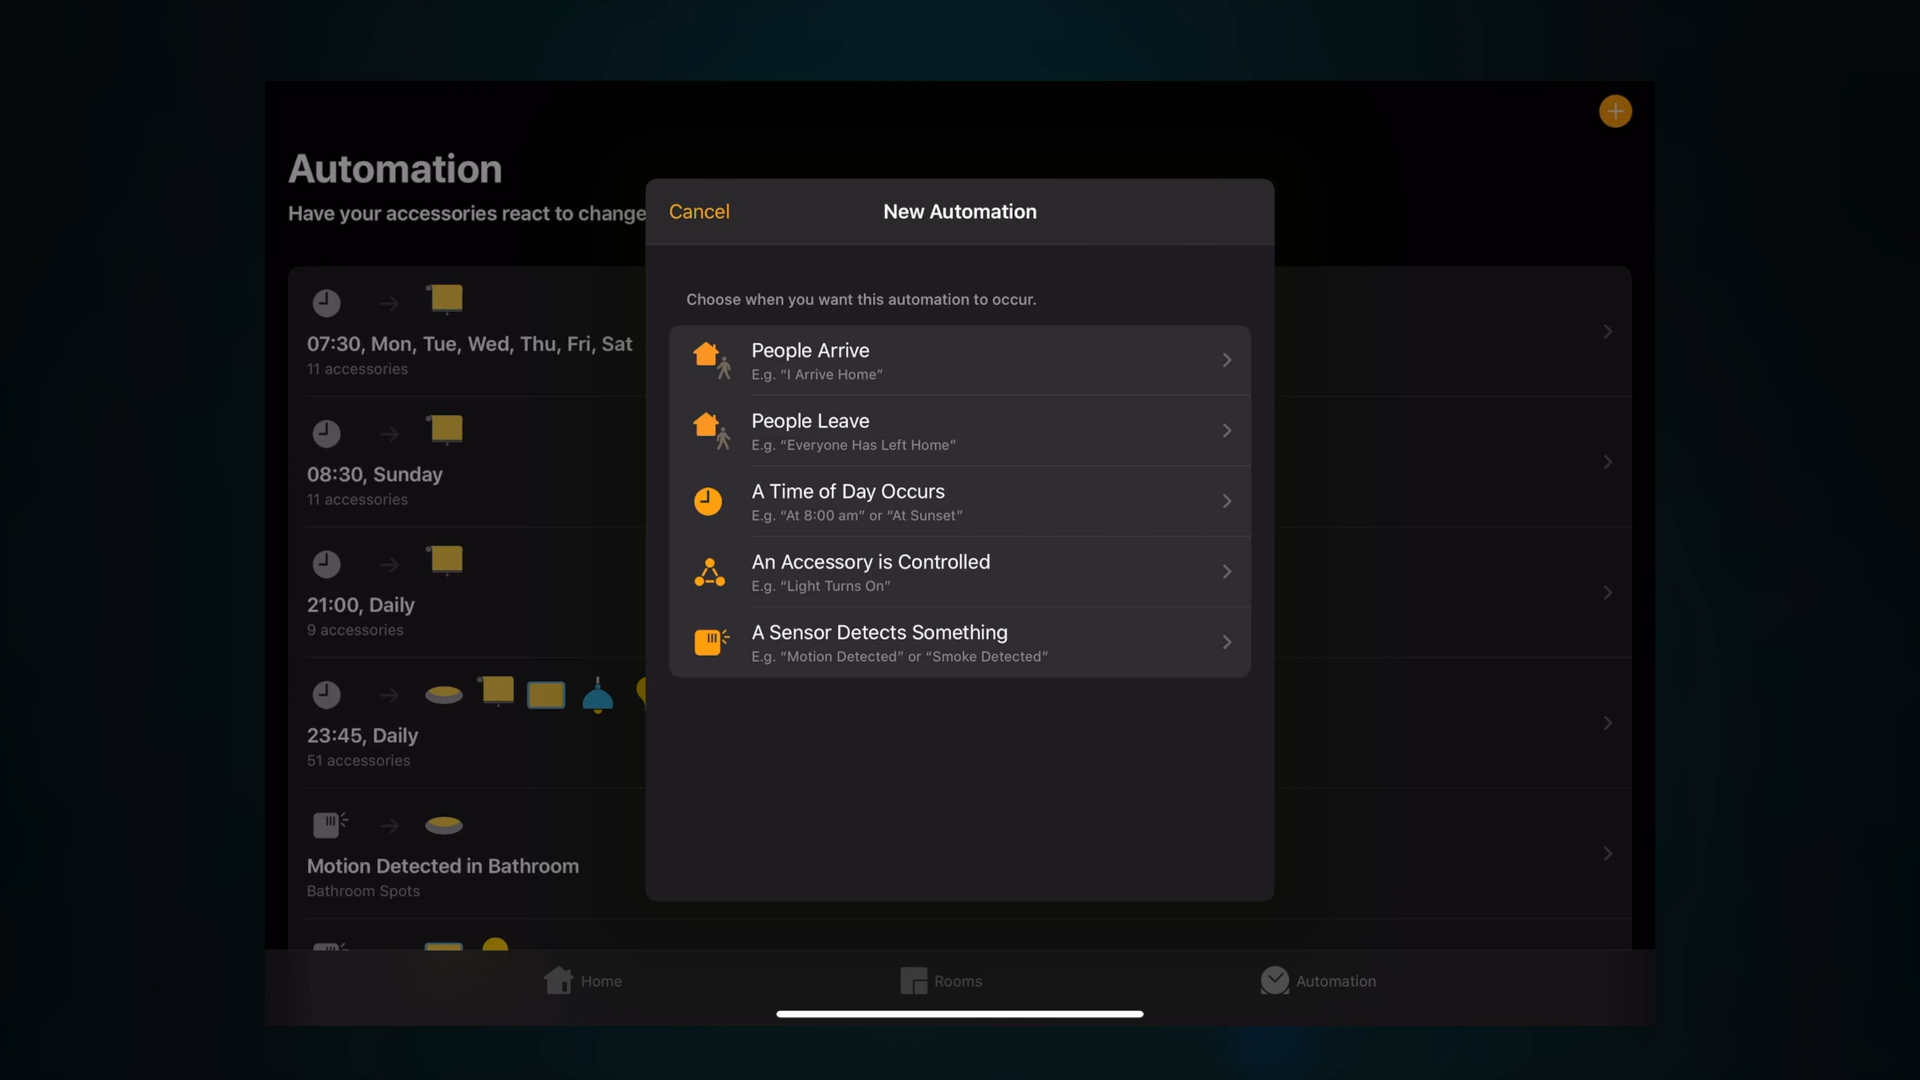 Automation
Have your accessories react to change
07:30, Mon, Tue, Wed, Thu, Fri, Sat
11 accessories
08:30, Sunday
11 accessories
21:00, Daily
9 accessories
23:45, Daily
51 accessories
Motion Detected in Bathroom
Bathroom Spots
Cancel
New Automation
Choose when you want this automation to occur.
People Arrive
E.g. “I Arrive Home”
People Leave
E.g. “Everyone Has Left Home”
A Time of Day Occurs
E.g. “At 8:00 am” or “At Sunset”
An Accessory is Controlled
E.g. “Light Turns On”
A Sensor Detects Something
E.g. “Motion Detected” or “Smoke Detected”
Home
Rooms
Automation